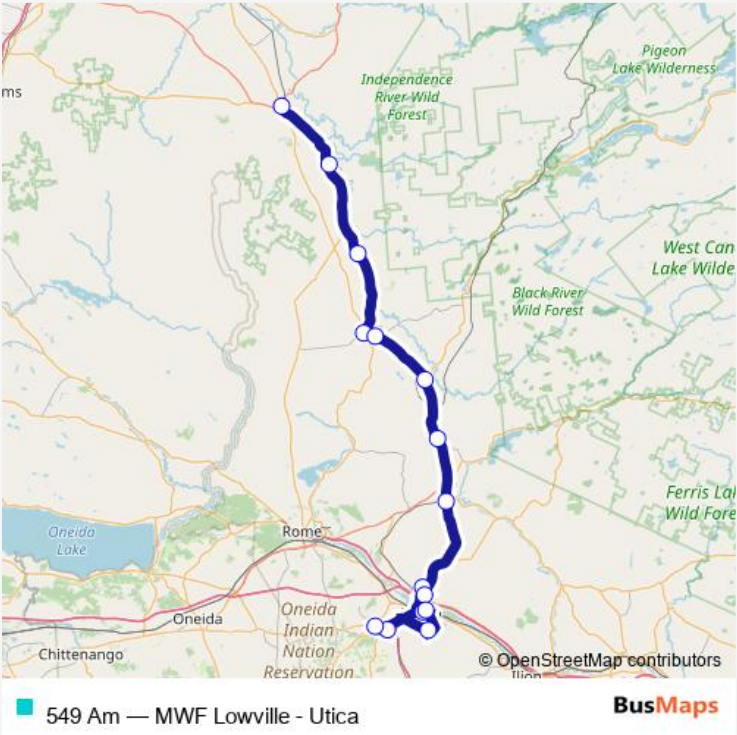 Pigeon
Lake Wilderness
Independence
River Wild
Forest
ms
West Can
Lake Wilde
Black River
Wild Forest
Ferris Lak
Wild Fore
Oneida
Lake
Rome
Oneida
Indian
Nation
Reservation
Oneida
Chittenango
© OpenStreetMap contributors
Ilion
549 Am — MWF Lowville - Utica
BusMaps